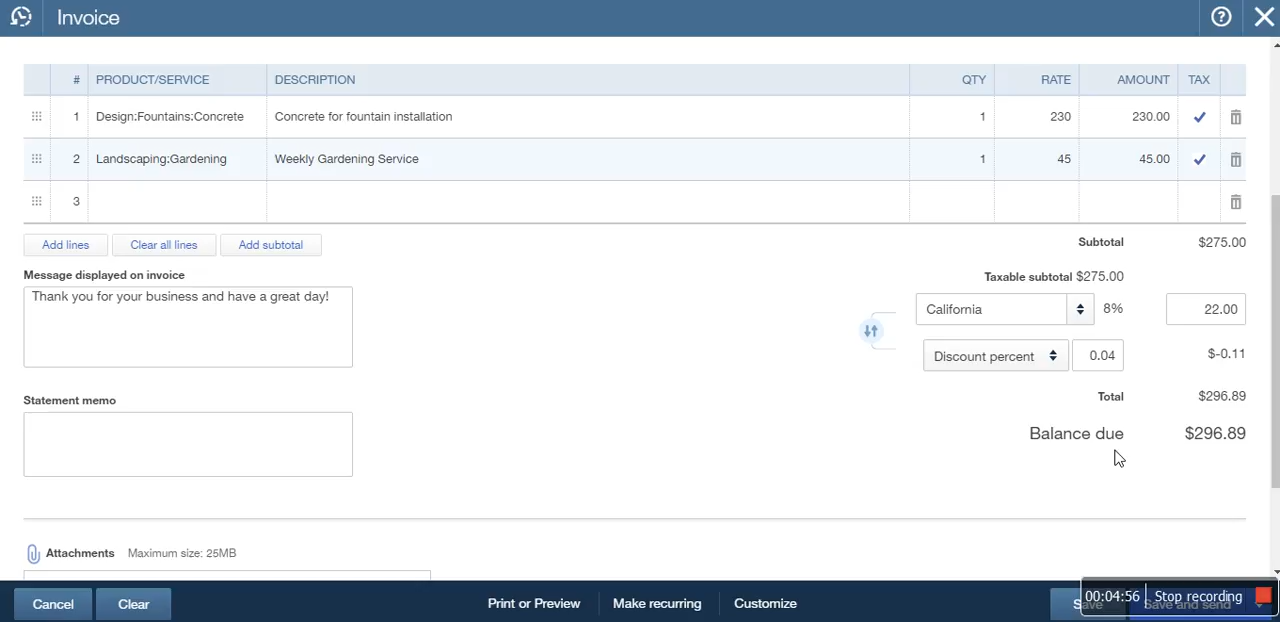 Invoice
# PRODUCT/SERVICE DESCRIPTION QTY RATE AMOUNT TAX
1 Design:Fountains:Concrete Concrete for fountain installation 1 230 230.00
2 Landscaping:Gardening Weekly Gardening Service 1 45 45.00
3
Add lines Clear all lines Add subtotal Subtotal $275.00
Message displayed on invoice Taxable subtotal $275.00
Thank you for your business and have a great day!
California 8% 22.00
Discount percent 0.04 $-0.11
Statement memo Total $296.89
Balance due $296.89
Attachments Maximum size: 25MB
Cancel Clear Print or Preview Make recurring Customize Save Save and send
00:04:56 Stop recording